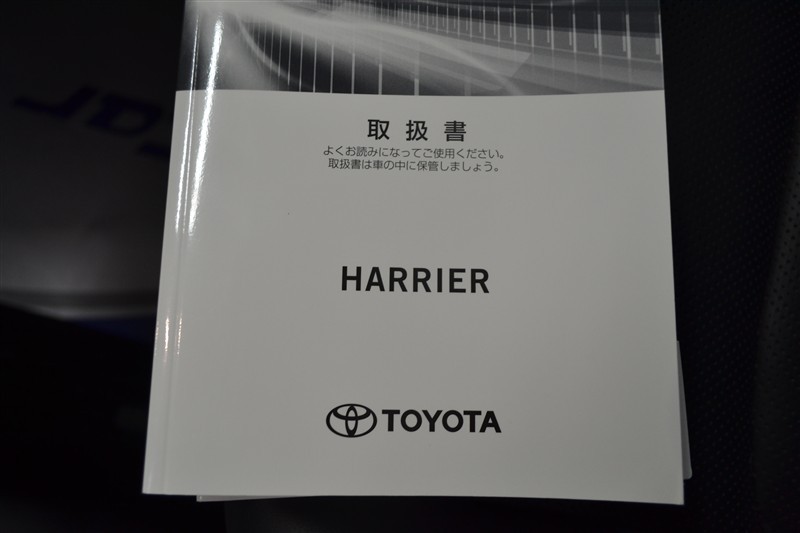 取扱書
よくお読みになってご使用ください。
取扱書は車の中に保管しましょう。
HARRIER
TOYOTA